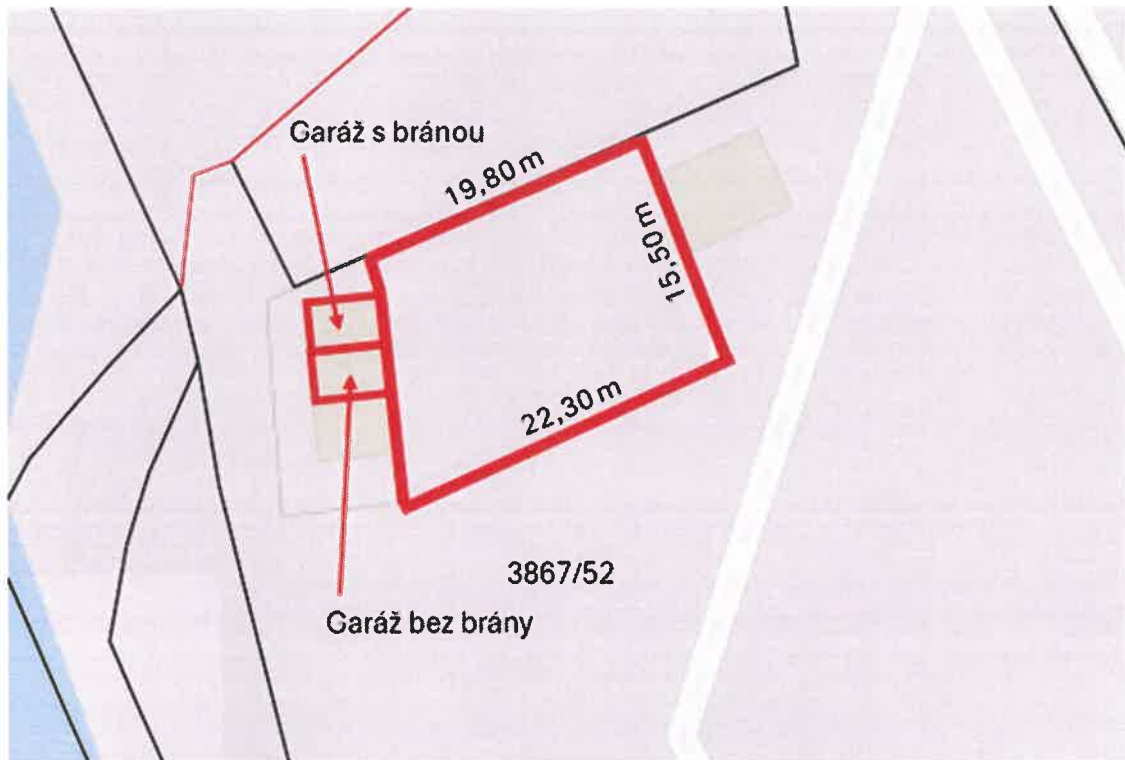 Garáž s bránou
19,80 m
15,50 m
22,30 m
3867/52
Garáž bez brány